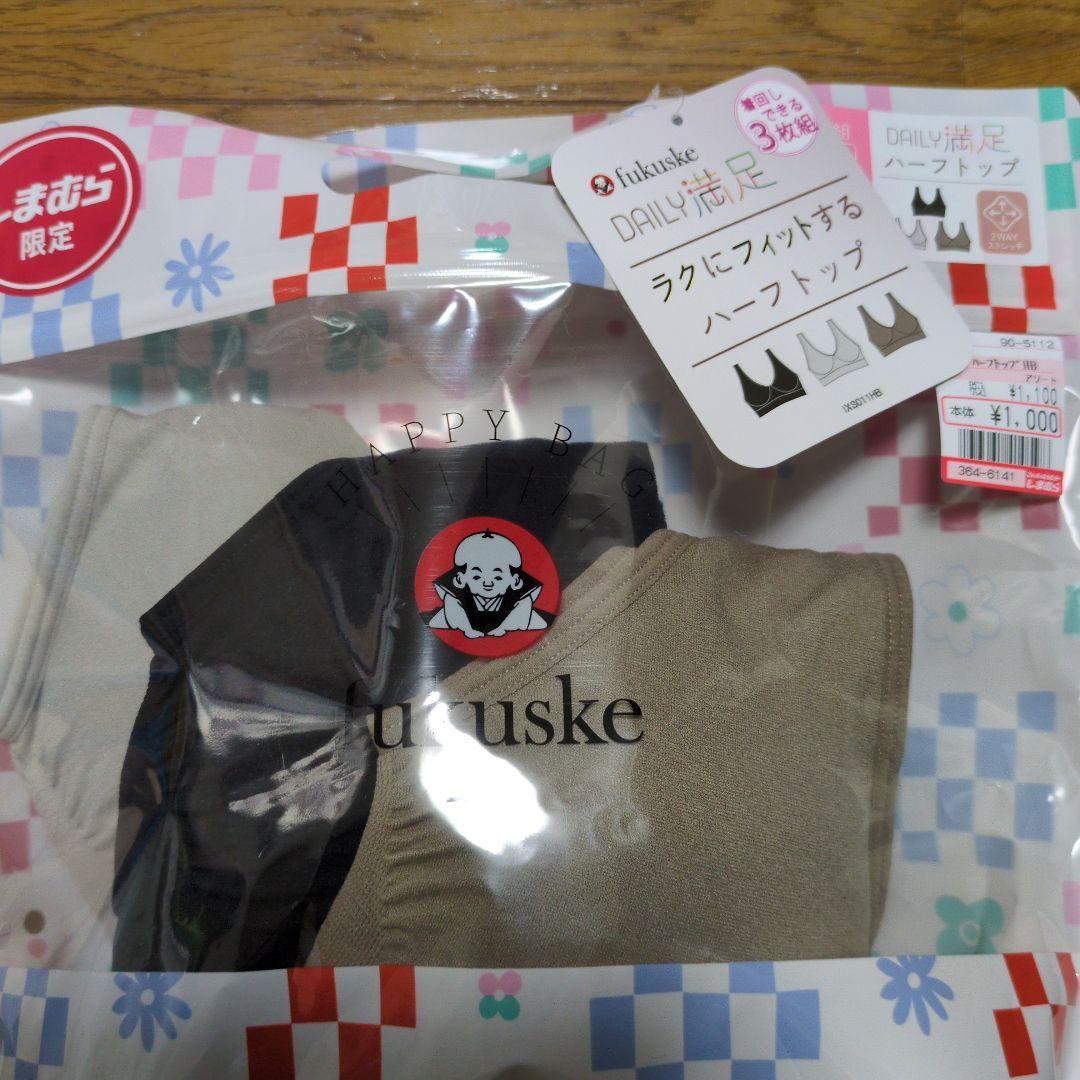 しまむら
限定
着回し
できる
3枚組
fukuske
DAILY満足
ラクにフィットする
ハーフトップ
IXS011HB
組
DAILY満足
ハーフトップ
2WAY
ストレッチ
90-5112
ハーフトップHB
アソート
税込 ¥1,100
本体 ¥1,000
364-6141
しまむら
HAPPY BAG
fukuske